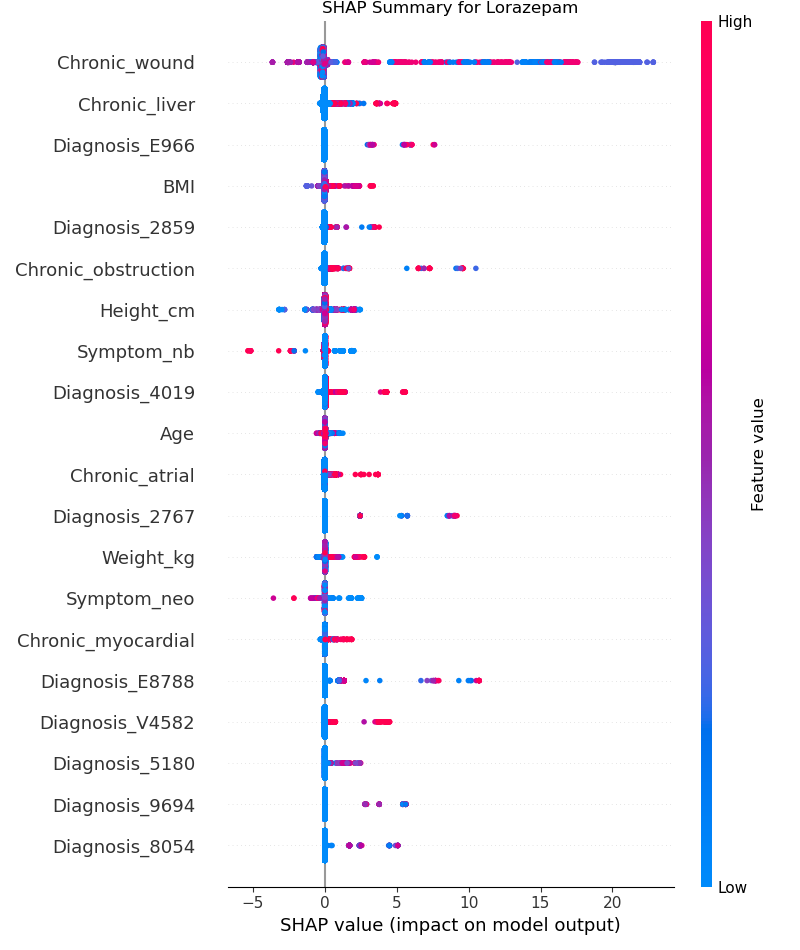 SHAP Summary for Lorazepam
High
Chronic_wound
Chronic_liver
Diagnosis_E966
BMI
Diagnosis_2859
Chronic_obstruction
Height_cm
Symptom_nb
Diagnosis_4019
Age
Chronic_atrial
Diagnosis_2767
Weight_kg
Symptom_neo
Chronic_myocardial
Diagnosis_E8788
Diagnosis_V4582
Diagnosis_5180
Diagnosis_9694
Diagnosis_8054
Feature value
Low
−5 0 5 10 15 20
SHAP value (impact on model output)